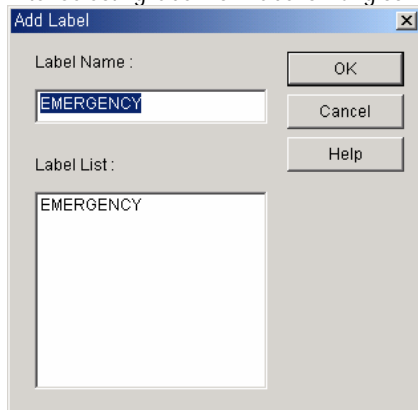 Add Label
Label Name :
EMERGENCY
OK
Cancel
Help
Label List :
EMERGENCY